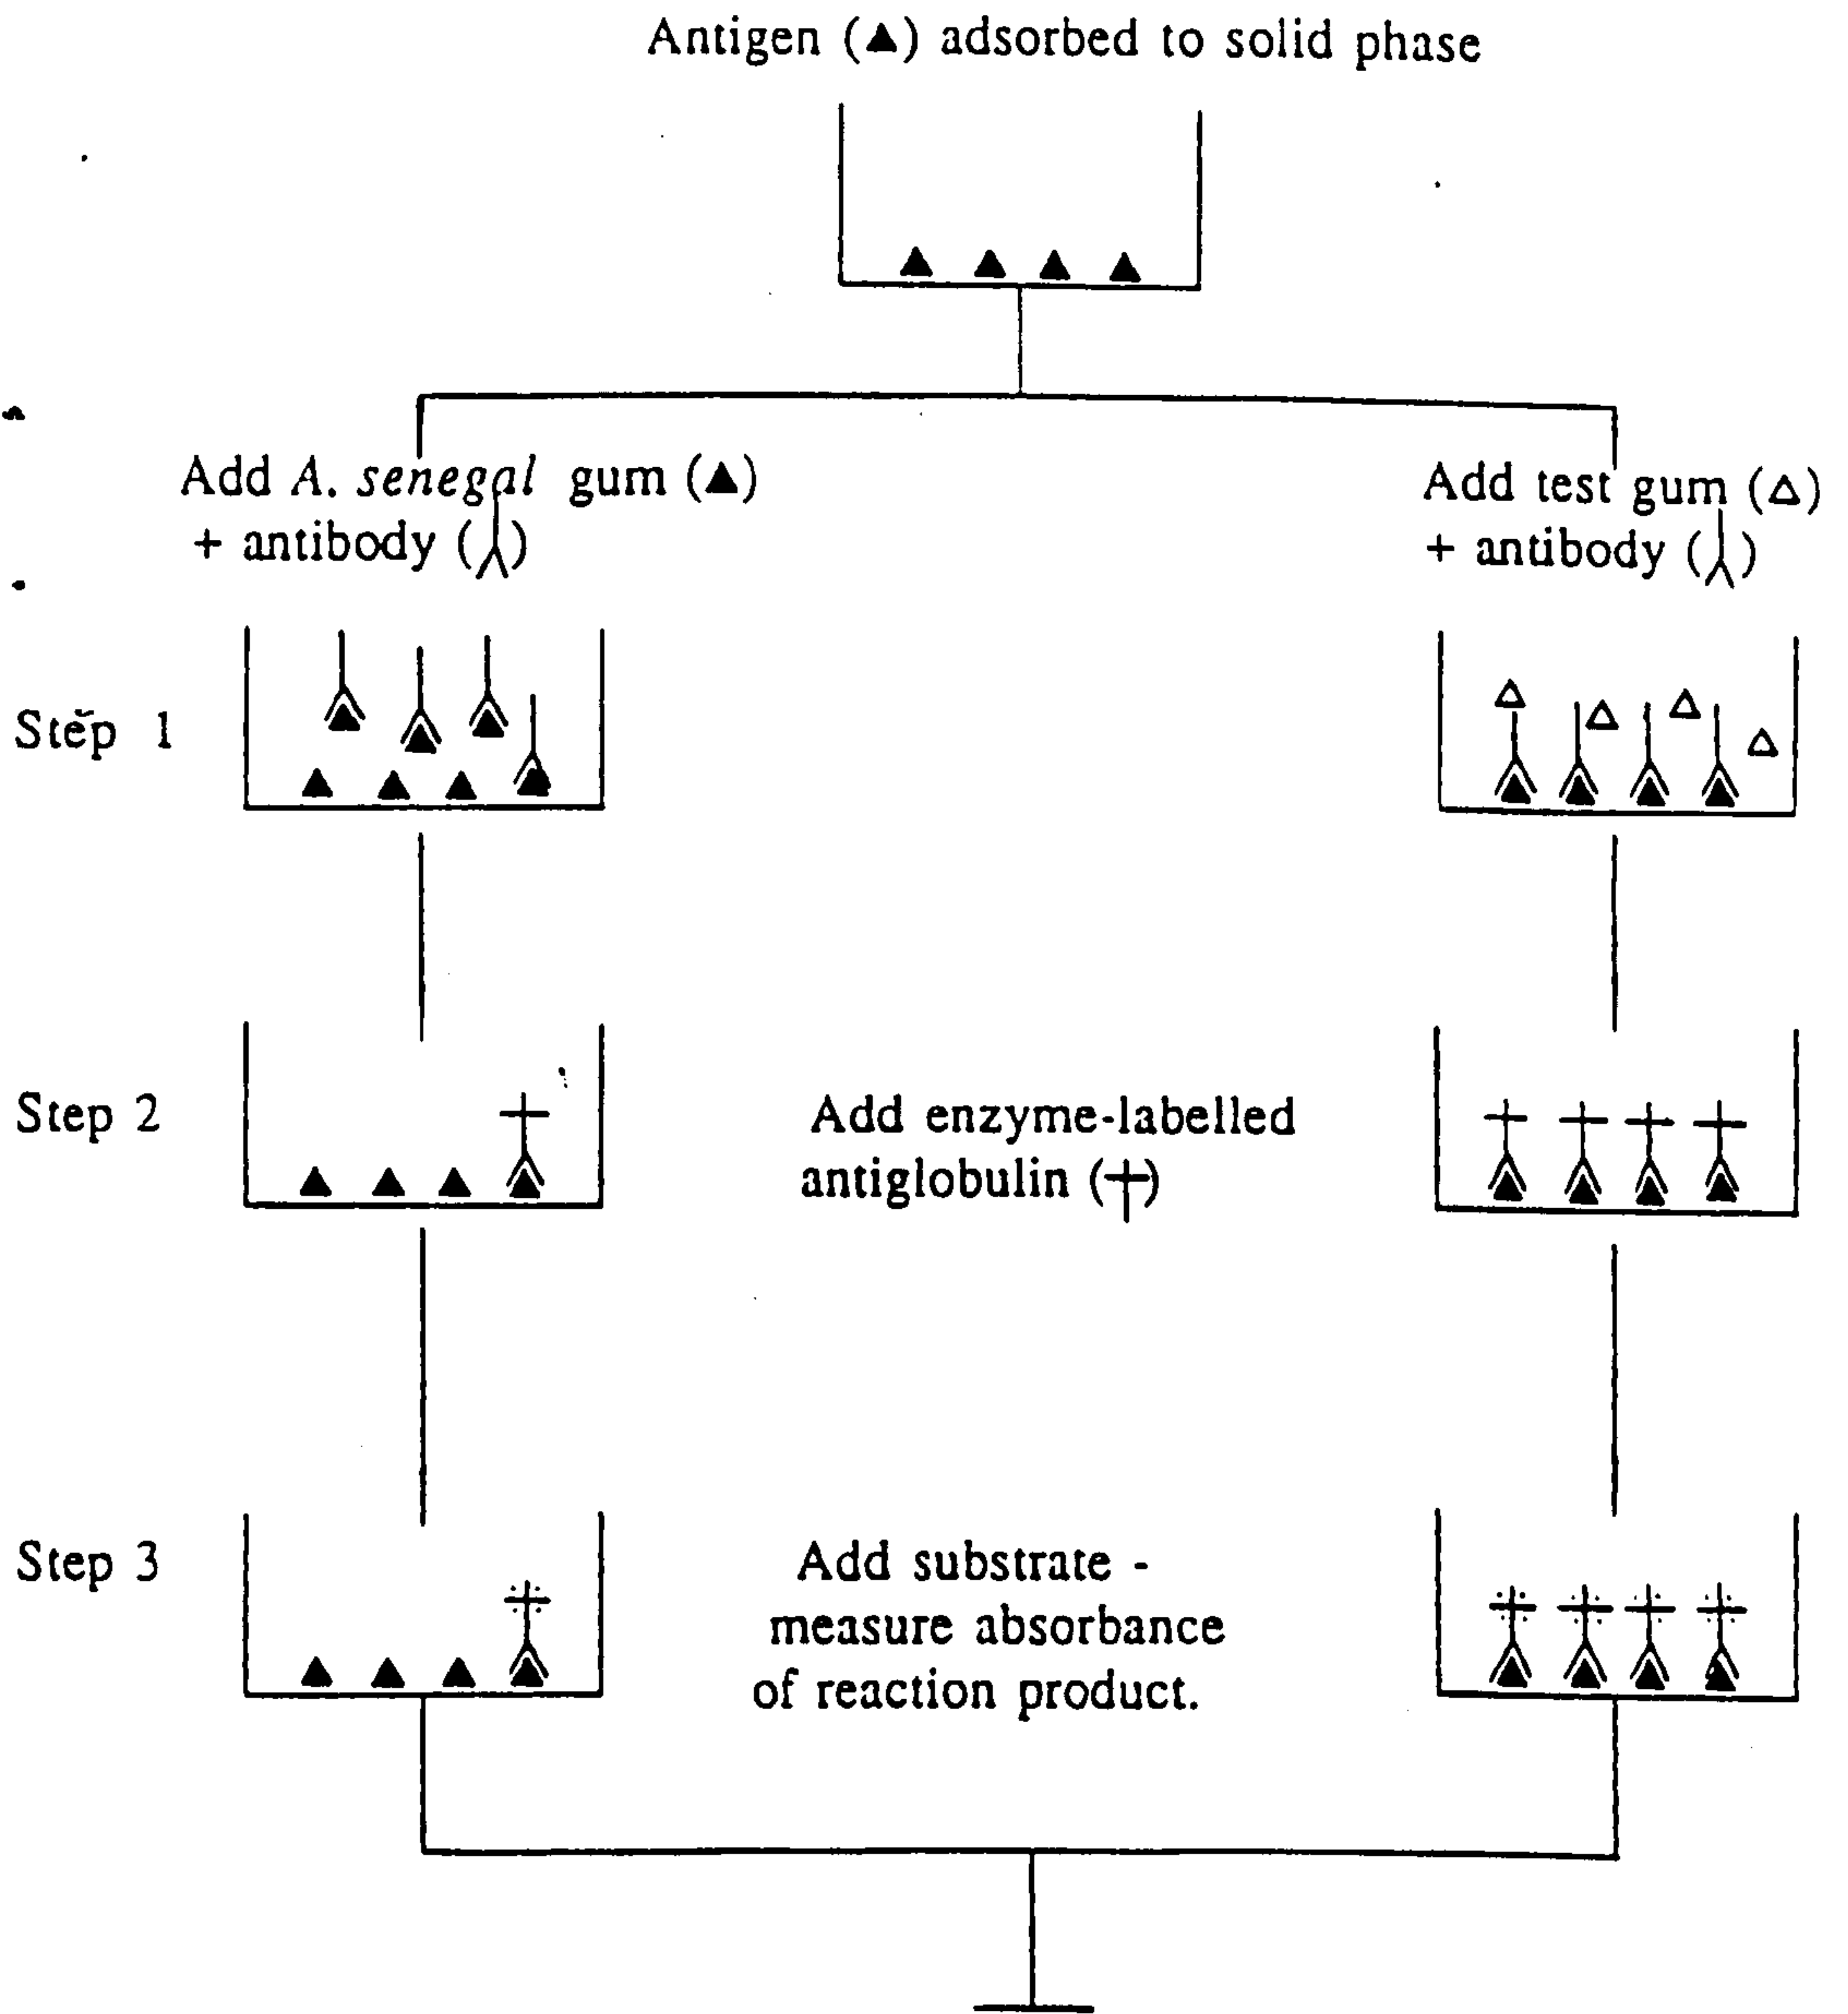 Antigen (▲) adsorbed to solid phase
Add A. senegal gum (▲)
+ antibody (⅄)
Add test gum (△)
+ antibody (⅄)
Step 1
Step 2
Add enzyme-labelled
antiglobulin (†)
Step 3
Add substrate -
measure absorbance
of reaction product.